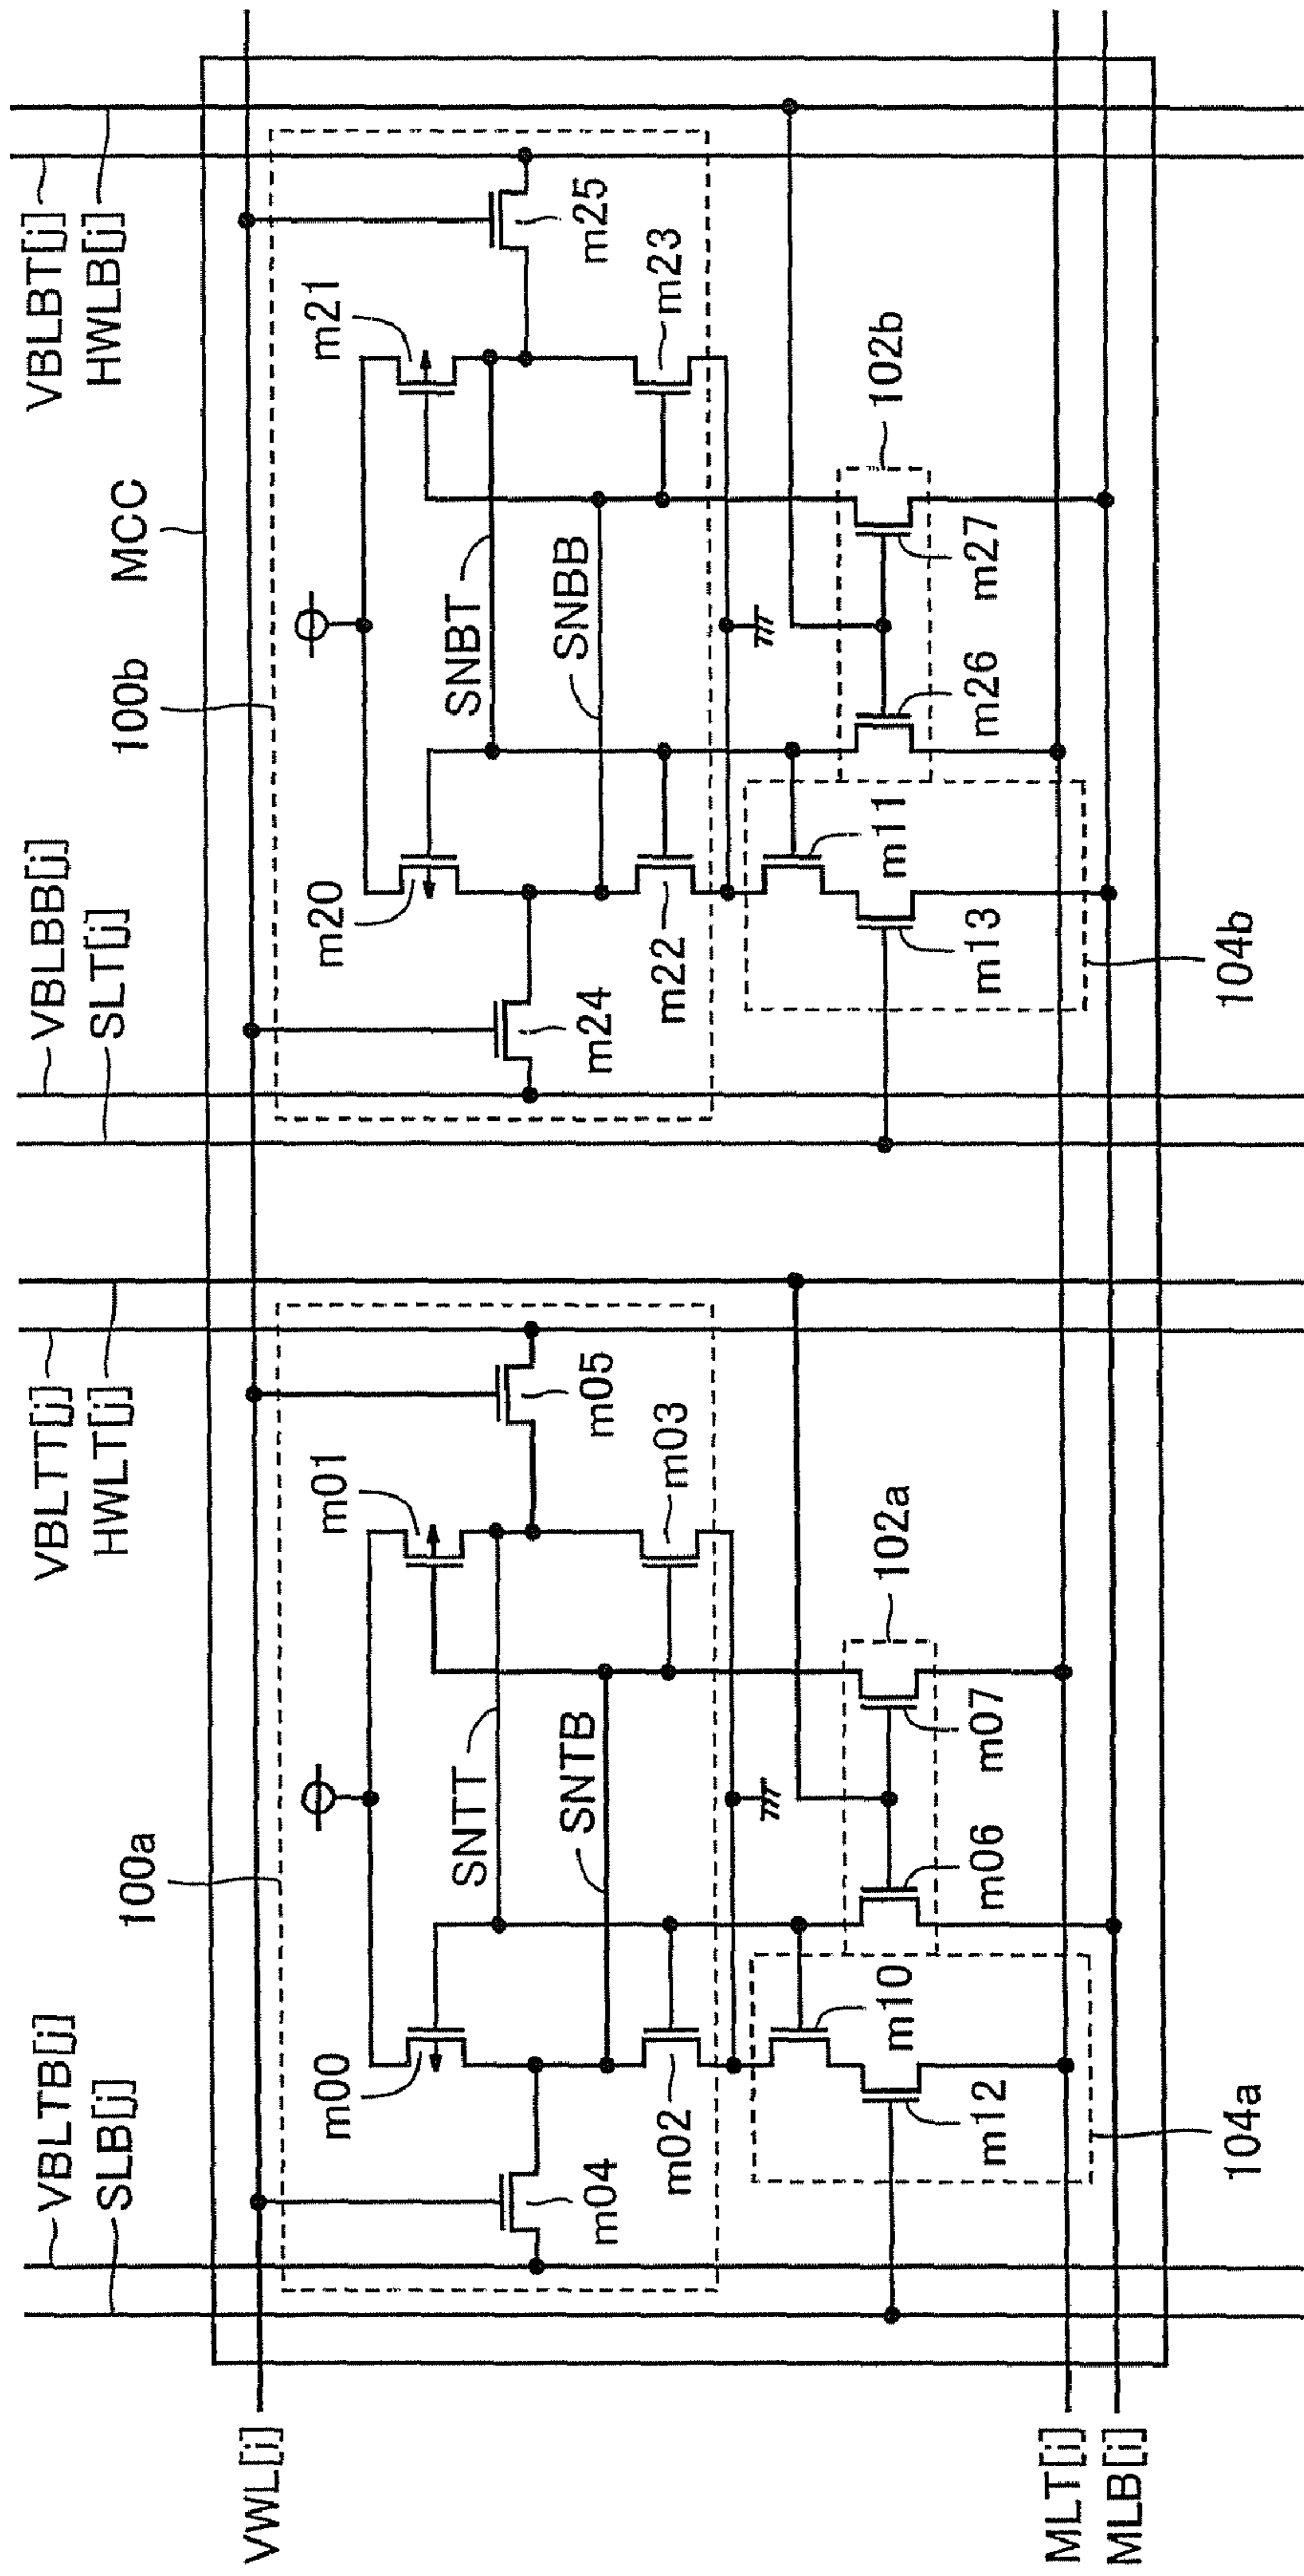 VBLTB[j]
SLB[j]
VBLTT[j]
HWLT[j]
VBLBB[j]
SLT[j]
VBLBT[j]
HWLB[j]
100a
100b
MCC
VWL[i]
m00
m01
m20
m21
SNTT
SNTB
SNBT
SNBB
m04
m05
m24
m25
m02
m03
m22
m23
102a
102b
m10
m06
m07
m11
m26
m27
m12
m13
MLT[i]
MLB[i]
104a
104b